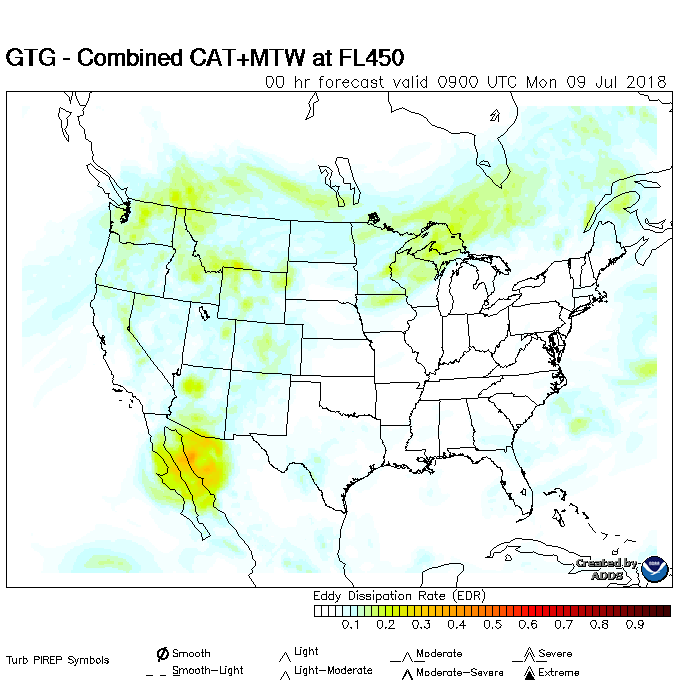 GTG - Combined CAT+MTW at FL450
00 hr forecast valid 0900 UTC Mon 09 Jul 2018
Created by
ADDS
Eddy Dissipation Rate (EDR)
0.1 0.2 0.3 0.4 0.5 0.6 0.7 0.8 0.9
Turb PIREP Symbols
Smooth
Light
Moderate
Severe
Smooth-Light
Light-Moderate
Moderate-Severe
Extreme